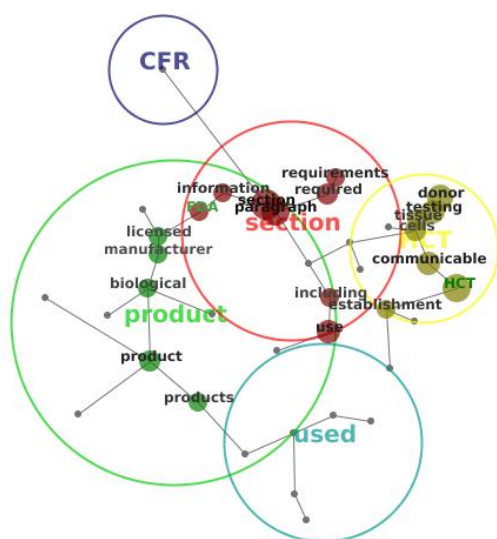 CFR
requirements
information
required
donor
section
testing
FDA
paragraph
tissue
section
cells
licensed
HCT
manufacturer
communicable
biological
including
HCT
establishment
product
use
product
products
used